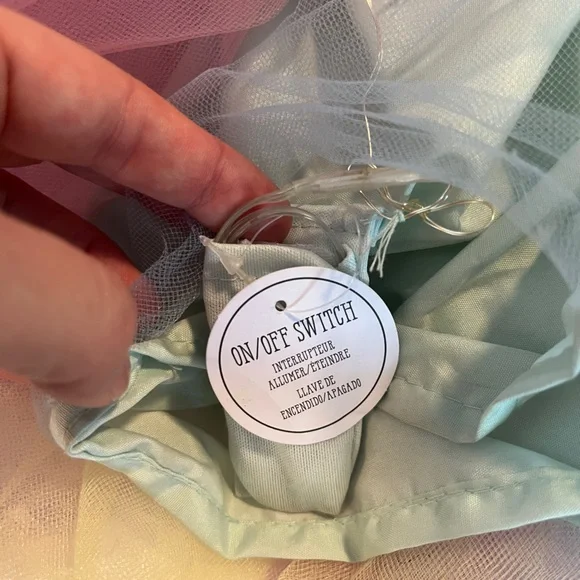 ON/OFF SWITCH
INTERRUPTEUR
ALLUMER/ÉTEINDRE
LLAVE DE
ENCENDIDO/APAGADO